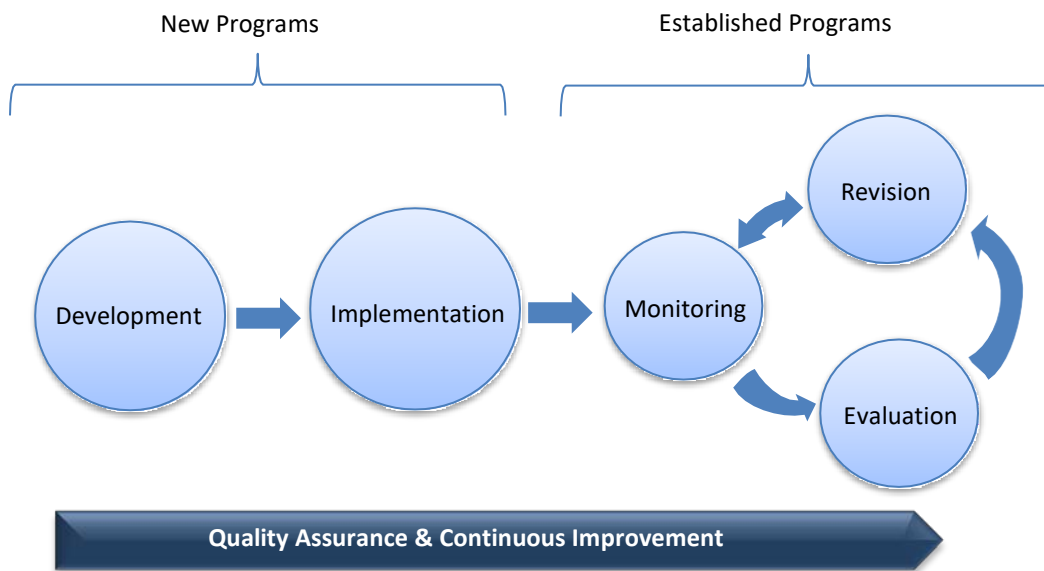 New Programs
Established Programs
Development
Implementation
Monitoring
Revision
Evaluation
Quality Assurance & Continuous Improvement